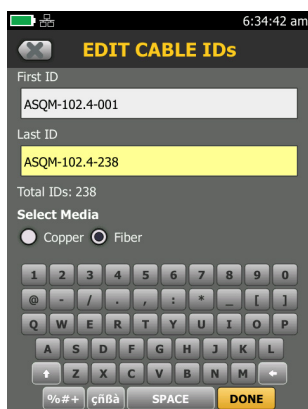 6:34:42 am
EDIT CABLE IDs
First ID
ASQM-102.4-001
Last ID
ASQM-102.4-238
Total IDs: 238
Select Media
Copper Fiber
1 2 3 4 5 6 7 8 9 0
@ - / . , : * _ [ ]
Q W E R T Y U I O P
A S D F G H J K L
Z X C V B N M
%#+ çñßà SPACE DONE